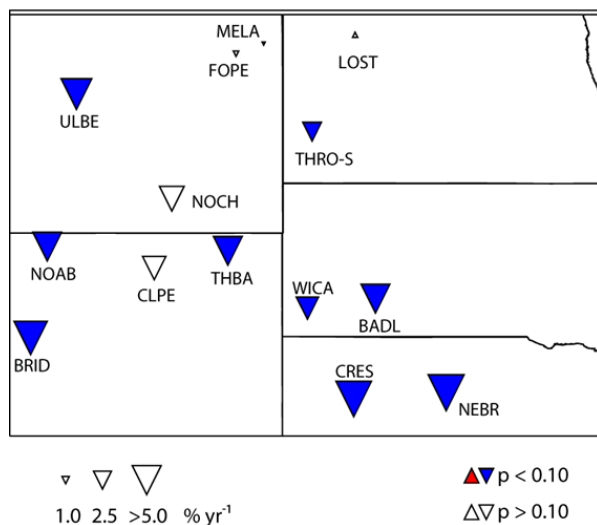 MELA
FOPE
LOST
ULBE
THRO-S
NOCH
NOAB
CLPE
THBA
WICA
BADL
BRID
CRES
NEBR
1.0 2.5 >5.0 % yr⁻¹
p < 0.10
p > 0.10